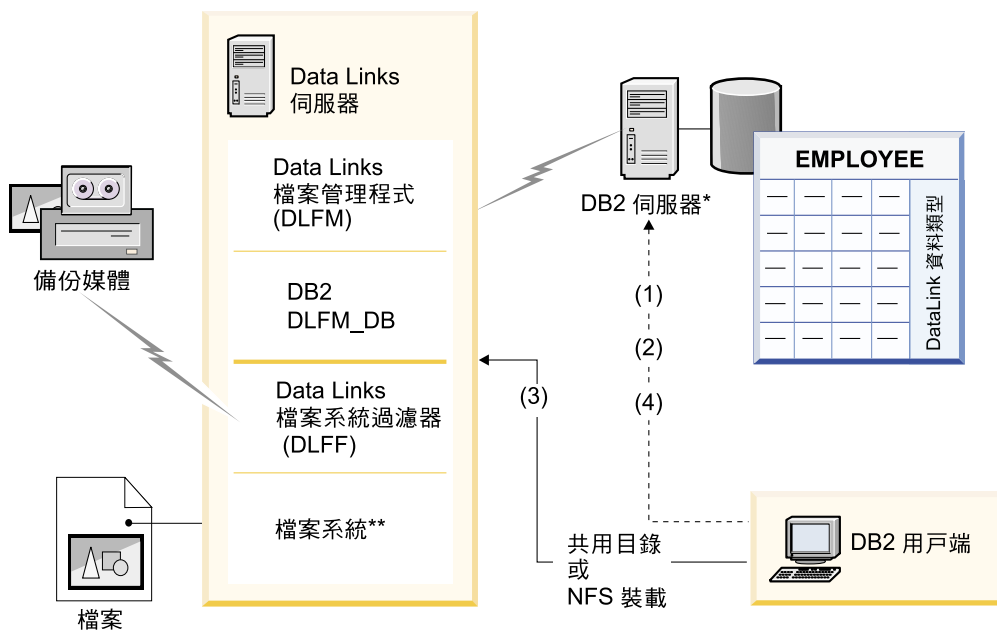 Data Links
伺服器
Data Links
檔案管理程式
(DLFM)
DB2
DLFM_DB
Data Links
檔案系統過濾器
(DLFF)
檔案系統**
備份媒體
檔案
DB2 伺服器*
EMPLOYEE
DataLink 資料類型
(1)
(2)
(3)
(4)
共用目錄
或
NFS 裝載
DB2 用戶端